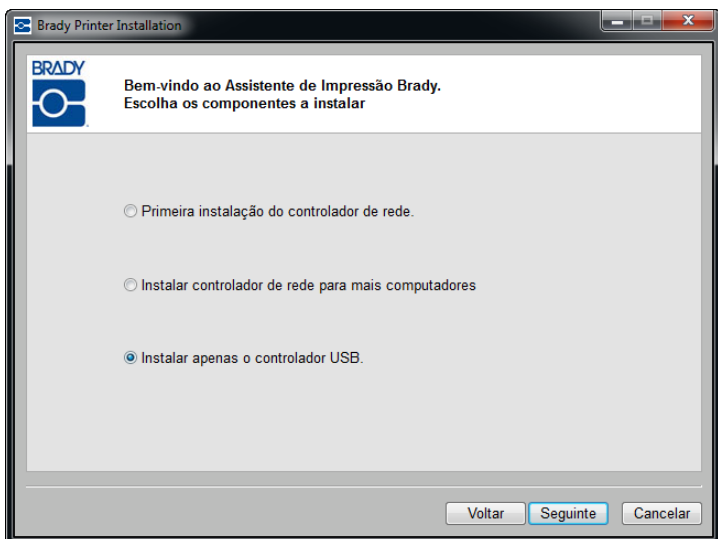 Brady Printer Installation
BRADY
Bem-vindo ao Assistente de Impressão Brady.
Escolha os componentes a instalar
Primeira instalação do controlador de rede.
Instalar controlador de rede para mais computadores
Instalar apenas o controlador USB.
Voltar Seguinte Cancelar